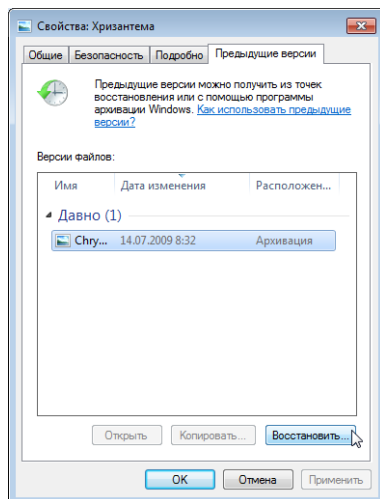 Свойства: Хризантема
Общие Безопасность Подробно Предыдущие версии
Предыдущие версии можно получить из точек
восстановления или с помощью программы
архивации Windows. Как использовать предыдущие
версии?
Версии файлов:
Имя Дата изменения Расположен...
Давно (1)
Chry... 14.07.2009 8:32 Архивация
Открыть Копировать... Восстановить...
ОК Отмена Применить